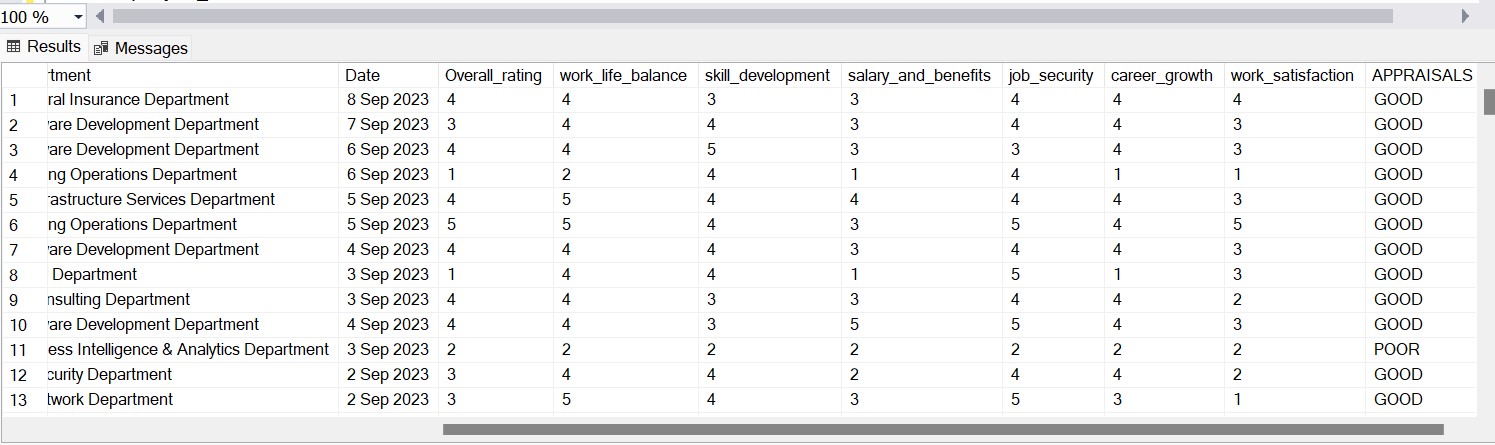 100 %
Results Messages
rtment Date Overall_rating work_life_balance skill_development salary_and_benefits job_security career_growth work_satisfaction APPRAISALS
1 ral Insurance Department 8 Sep 2023 4 4 3 3 4 4 4 GOOD
2 are Development Department 7 Sep 2023 3 4 4 3 4 4 3 GOOD
3 are Development Department 6 Sep 2023 4 4 5 3 3 4 3 GOOD
4 ng Operations Department 6 Sep 2023 1 2 4 1 4 1 1 GOOD
5 rastructure Services Department 5 Sep 2023 4 5 4 4 4 4 3 GOOD
6 ng Operations Department 5 Sep 2023 5 5 4 3 5 4 5 GOOD
7 are Development Department 4 Sep 2023 4 4 4 3 4 4 3 GOOD
8 Department 3 Sep 2023 1 4 4 1 5 1 3 GOOD
9 nsulting Department 3 Sep 2023 4 4 3 3 4 4 2 GOOD
10 are Development Department 4 Sep 2023 4 4 3 5 5 4 3 GOOD
11 ess Intelligence & Analytics Department 3 Sep 2023 2 2 2 2 2 2 2 POOR
12 curity Department 2 Sep 2023 3 4 4 2 4 4 2 GOOD
13 twork Department 2 Sep 2023 3 5 4 3 5 3 1 GOOD